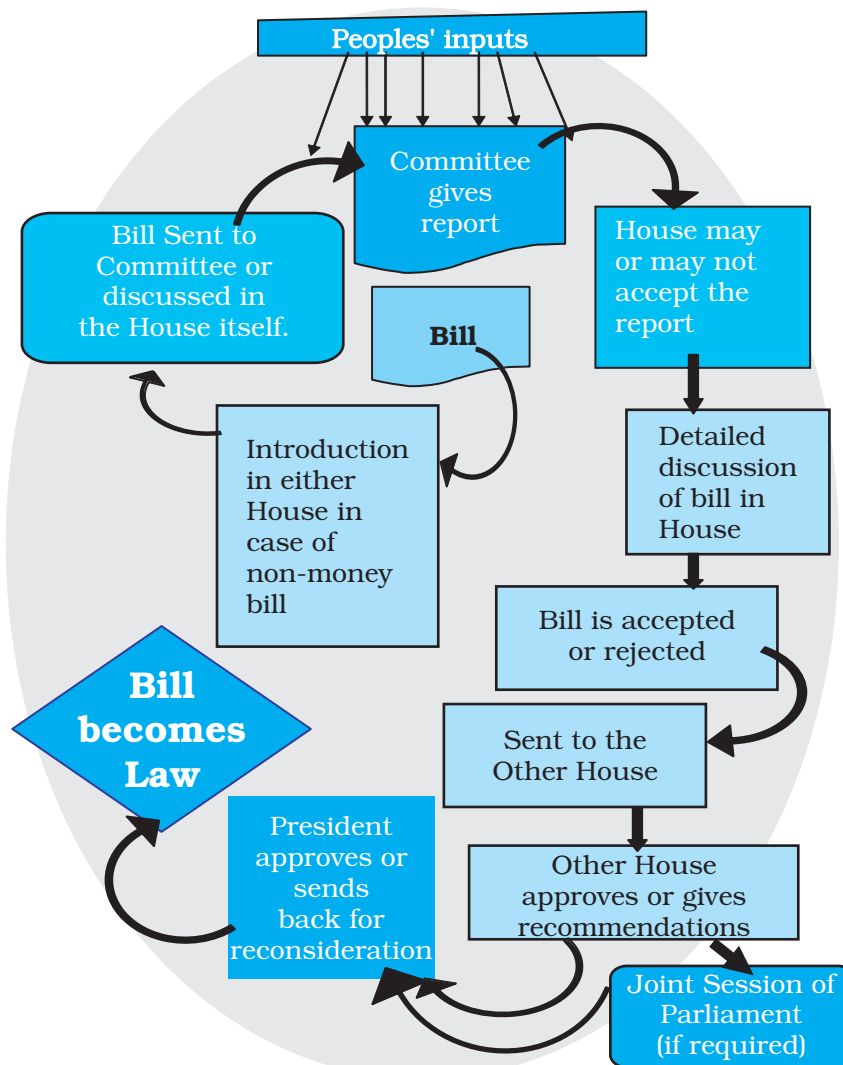 Peoples' inputs
Committee
gives
report
Bill Sent to
Committee or
discussed in
the House itself.
House may
or may not
accept the
report
Bill
Introduction
in either
House in
case of
non-money
bill
Detailed
discussion
of bill in
House
Bill is accepted
or rejected
Sent to the
Other House
Other House
approves or gives
recommendations
Joint Session of
Parliament
(if required)
President
approves or
sends
back for
reconsideration
Bill
becomes
Law